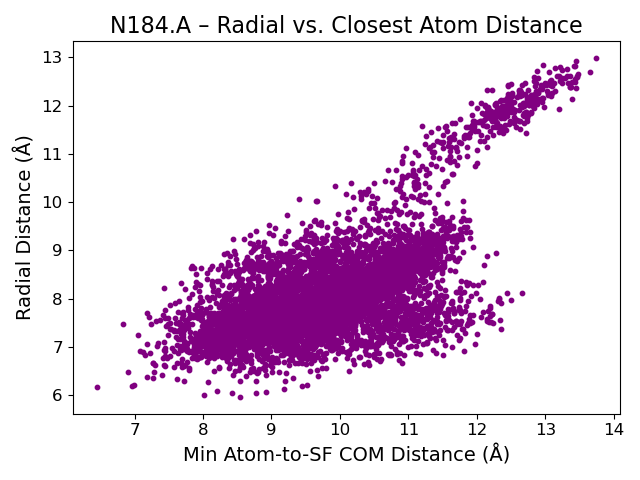 N184.A – Radial vs. Closest Atom Distance
Radial Distance (Å)
13
12
11
10
9
8
7
6
7 8 9 10 11 12 13 14
Min Atom-to-SF COM Distance (Å)